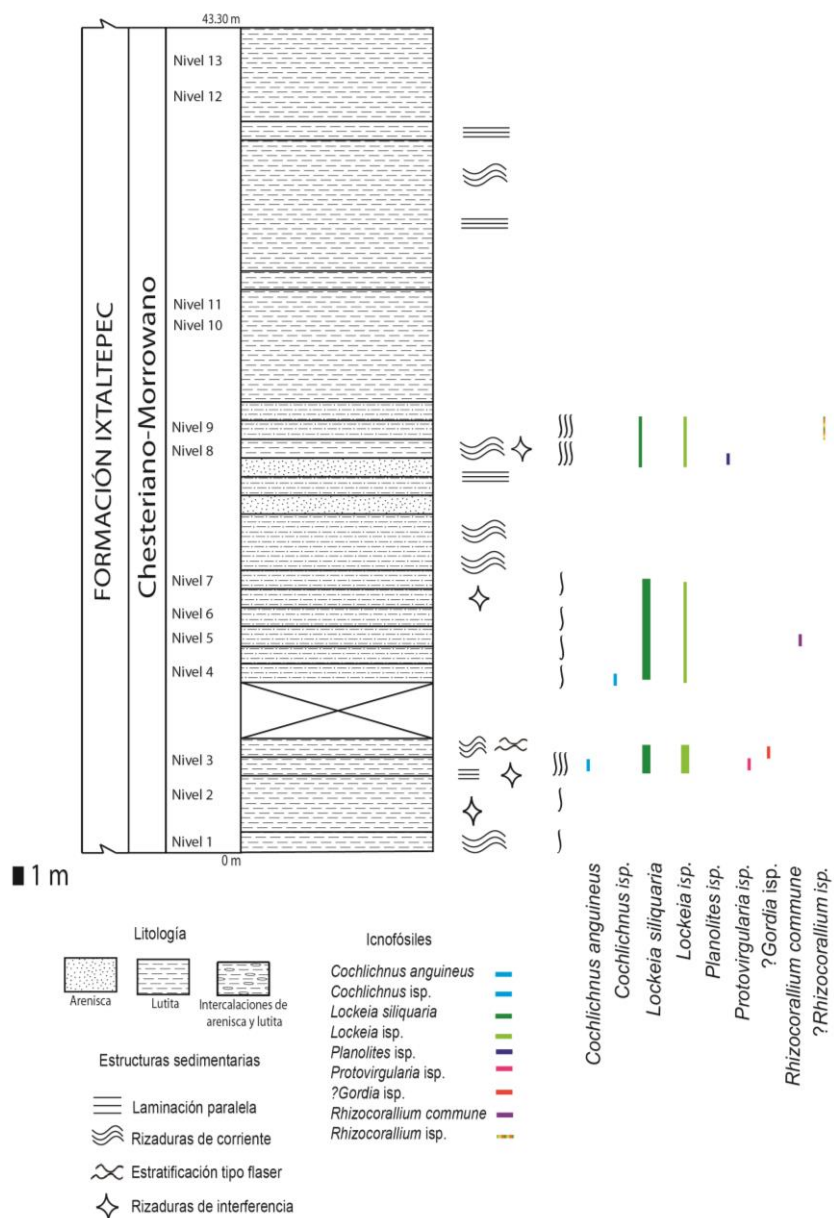 43.30 m
FORMACIÓN IXTALTEPEC
Chesteriano-Morrowano
Nivel 13
Nivel 12
Nivel 11
Nivel 10
Nivel 9
Nivel 8
Nivel 7
Nivel 6
Nivel 5
Nivel 4
Nivel 3
Nivel 2
Nivel 1
0 m
1 m
Cochlichnus anguineus
Cochlichnus isp.
Lockeia siliquaria
Lockeia isp.
Planolites isp.
Protovirgularia isp.
?Gordia isp.
Rhizocorallium commune
?Rhizocorallium isp.
Litología
Arenisca
Lutita
Intercalaciones de
arenisca y lutita
Estructuras sedimentarias
Laminación paralela
Rizaduras de corriente
Estratificación tipo flaser
Rizaduras de interferencia
Icnofósiles
Cochlichnus anguineus
Cochlichnus isp.
Lockeia siliquaria
Lockeia isp.
Planolites isp.
Protovirgularia isp.
?Gordia isp.
Rhizocorallium commune
Rhizocorallium isp.